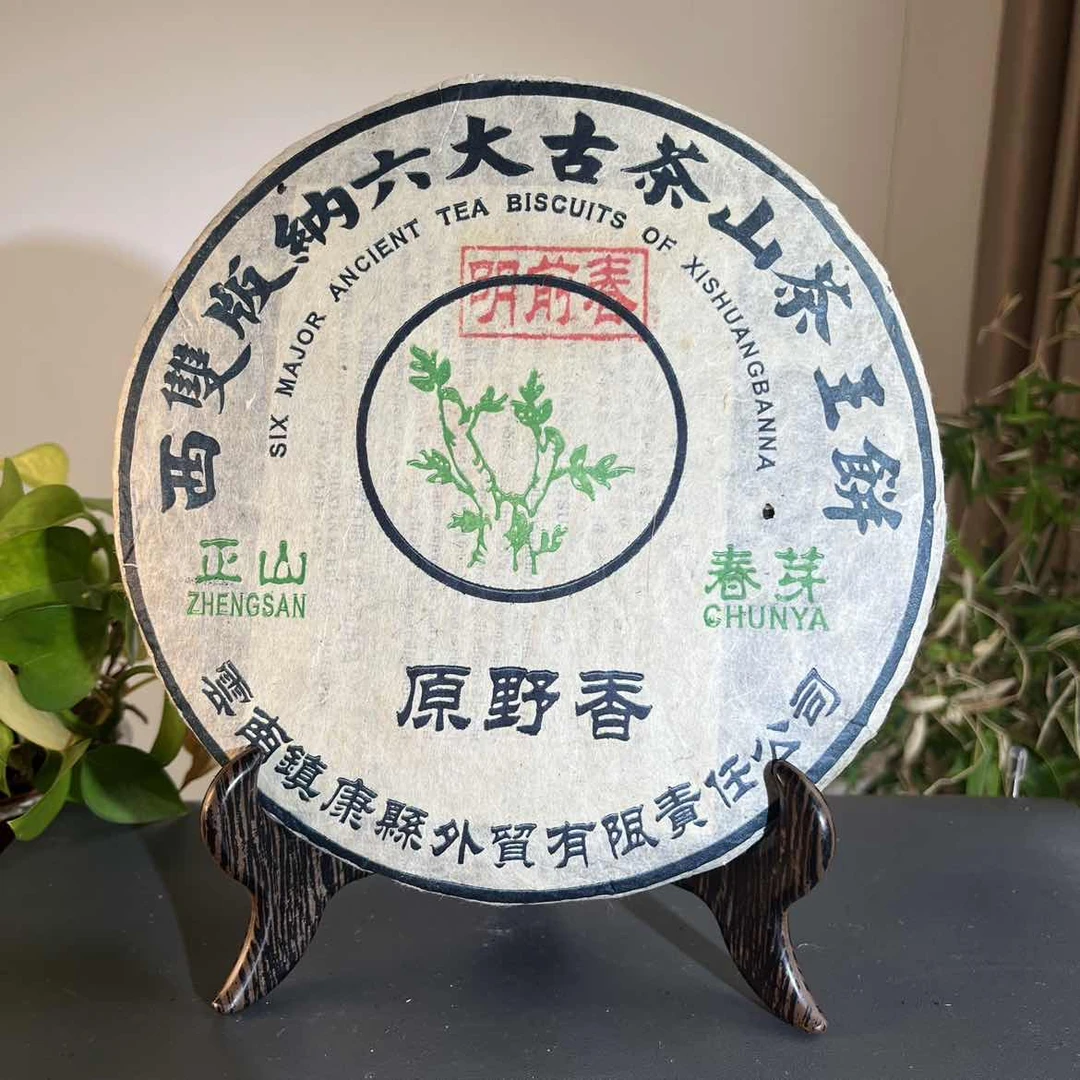 西雙版納六大古茶山茶王餅
SIX MAJOR ANCIENT TEA BISCUITS OF XISHUANGBANNA
明前春
正山
ZHENGSAN
春芽
CHUNYA
原野香
雲南鎮康縣外貿有限責任公司